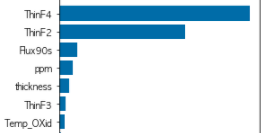 ThinF4
ThinF2
Flux90s
ppm
thickness
ThinF3
Temp_OXid